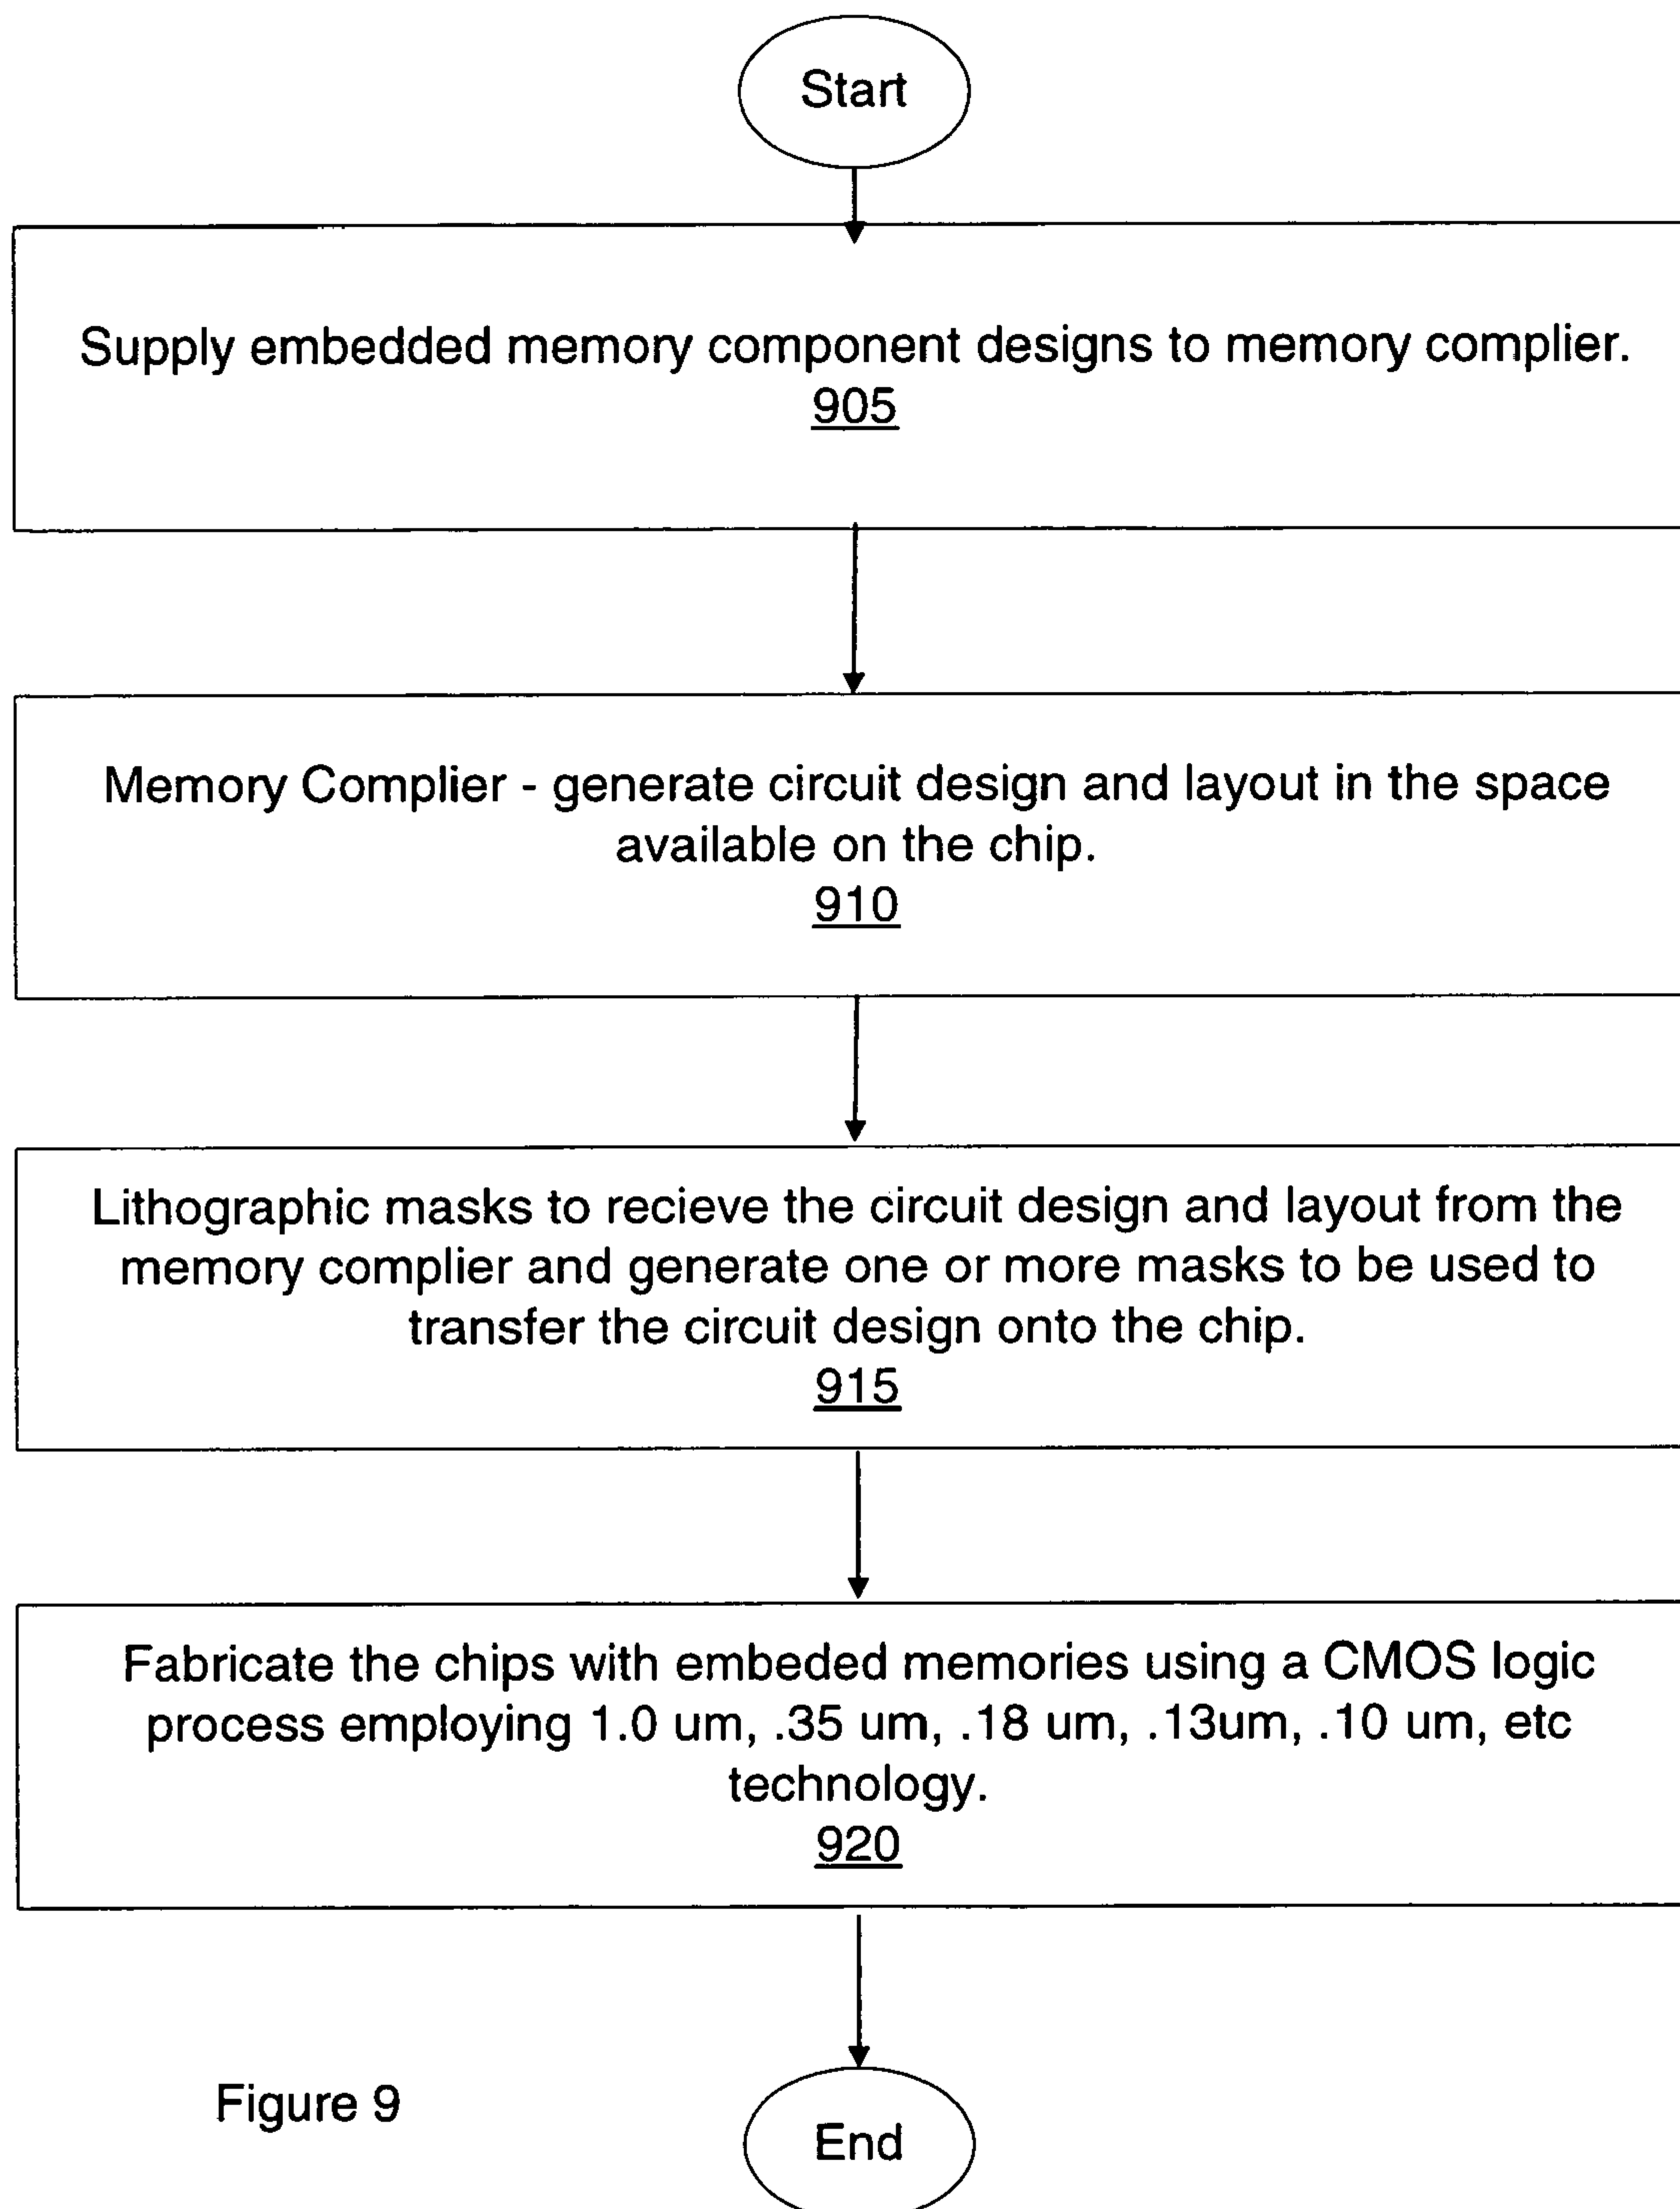 Start
Supply embedded memory component designs to memory complier.
905
Memory Complier - generate circuit design and layout in the space
available on the chip.
910
Lithographic masks to recieve the circuit design and layout from the
memory complier and generate one or more masks to be used to
transfer the circuit design onto the chip.
915
Fabricate the chips with embeded memories using a CMOS logic
process employing 1.0 um, .35 um, .18 um, .13um, .10 um, etc
technology.
920
Figure 9
End